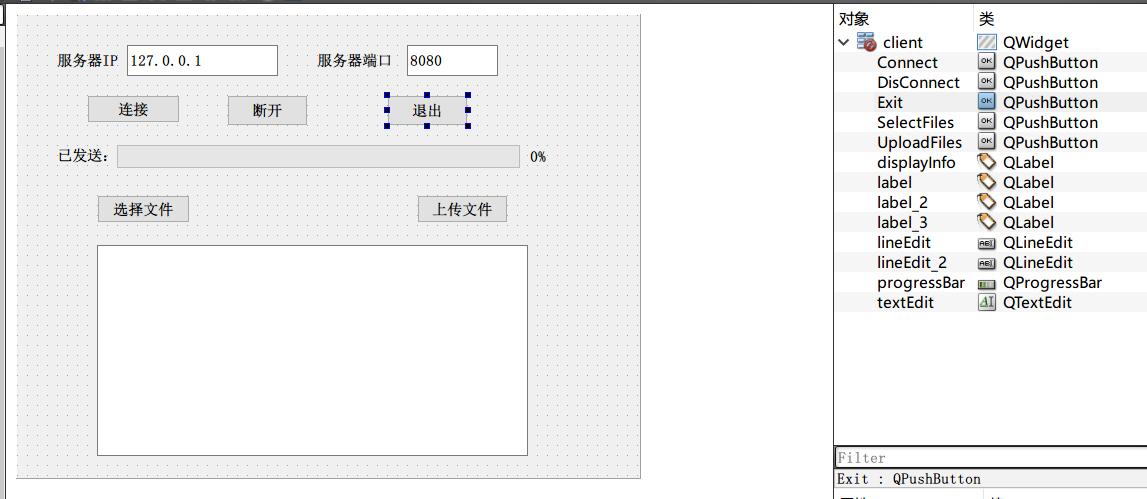 服务器IP 127.0.0.1 服务器端口 8080
连接 断开 退出
已发送: 0%
选择文件 上传文件
对象 类
client QWidget
Connect QPushButton
DisConnect QPushButton
Exit QPushButton
SelectFiles QPushButton
UploadFiles QPushButton
displayInfo QLabel
label QLabel
label_2 QLabel
label_3 QLabel
lineEdit QLineEdit
lineEdit_2 QLineEdit
progressBar QProgressBar
textEdit QTextEdit
Filter
Exit : QPushButton